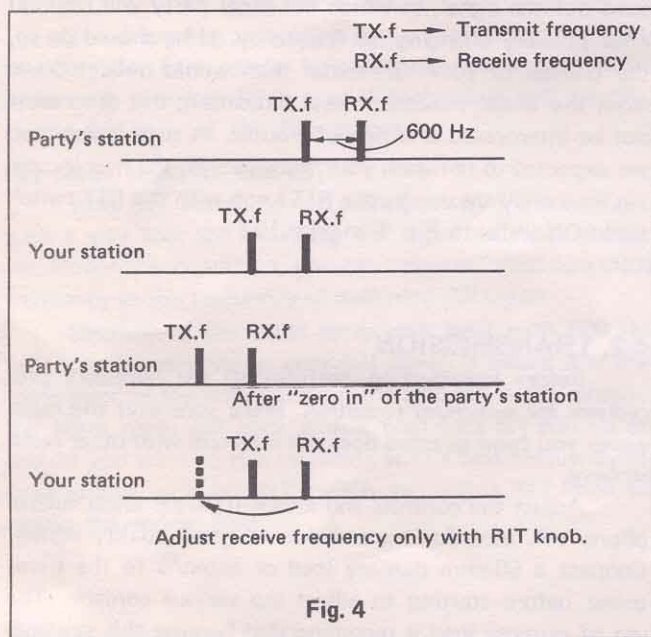 TX.f → Transmit frequency
RX.f → Receive frequency
TX.f RX.f
Party's station
600 Hz
TX.f RX.f
Your station
TX.f RX.f
Party's station
After "zero in" of the party's station
TX.f RX.f
Your station
Adjust receive frequency only with RIT knob.
Fig. 4
TRANSMISSION